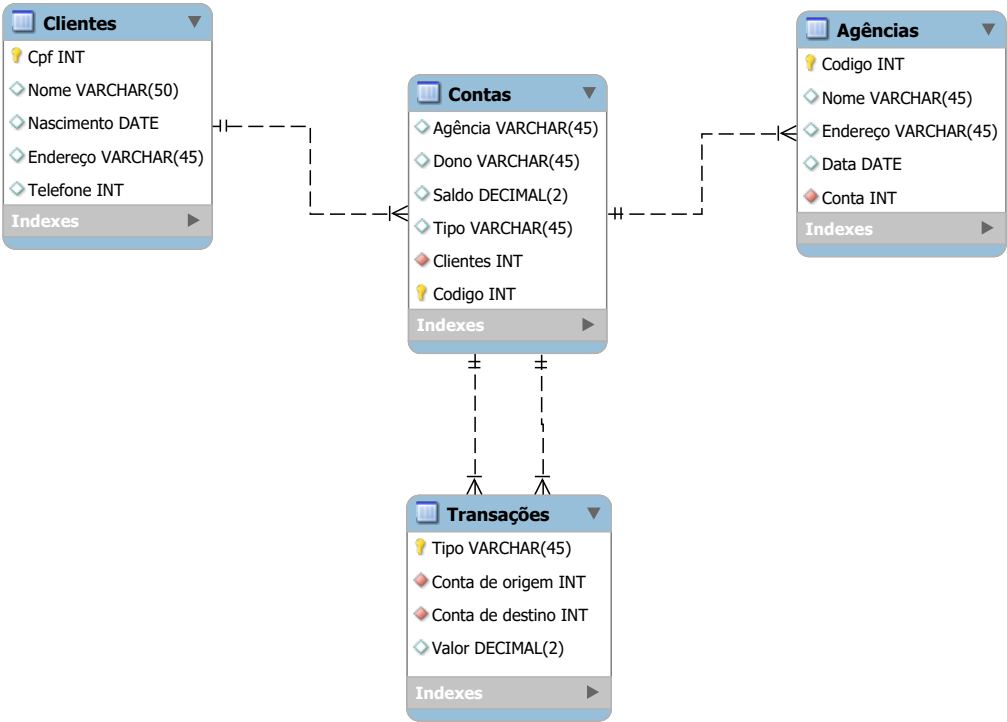 Clientes
Cpf INT
Nome VARCHAR(50)
Nascimento DATE
Endereço VARCHAR(45)
Telefone INT
Indexes
Contas
Agência VARCHAR(45)
Dono VARCHAR(45)
Saldo DECIMAL(2)
Tipo VARCHAR(45)
Clientes INT
Codigo INT
Indexes
Agências
Codigo INT
Nome VARCHAR(45)
Endereço VARCHAR(45)
Data DATE
Conta INT
Indexes
Transações
Tipo VARCHAR(45)
Conta de origem INT
Conta de destino INT
Valor DECIMAL(2)
Indexes